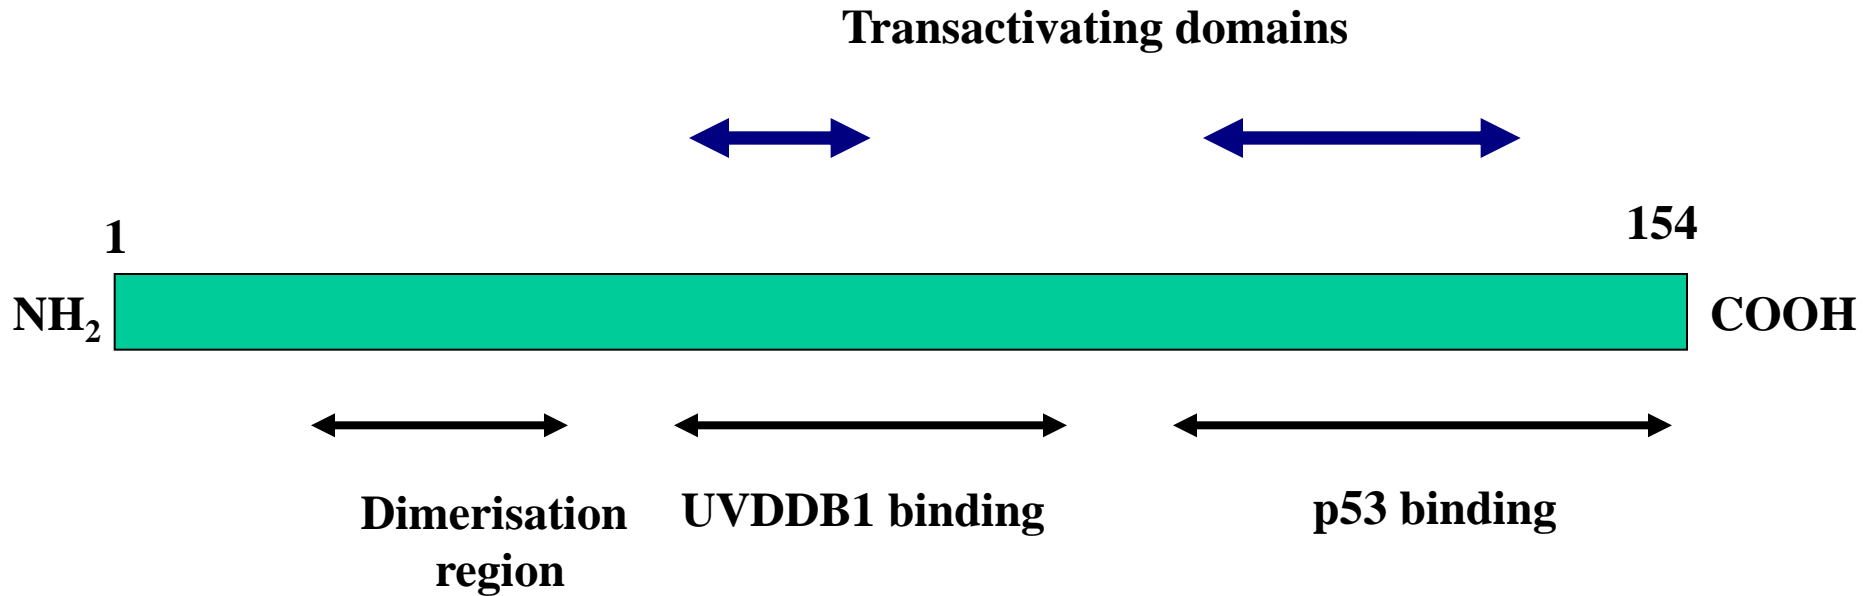 Transactivating domains
1
154
NH₂
COOH
Dimerisation
region
UVDDB1 binding
p53 binding